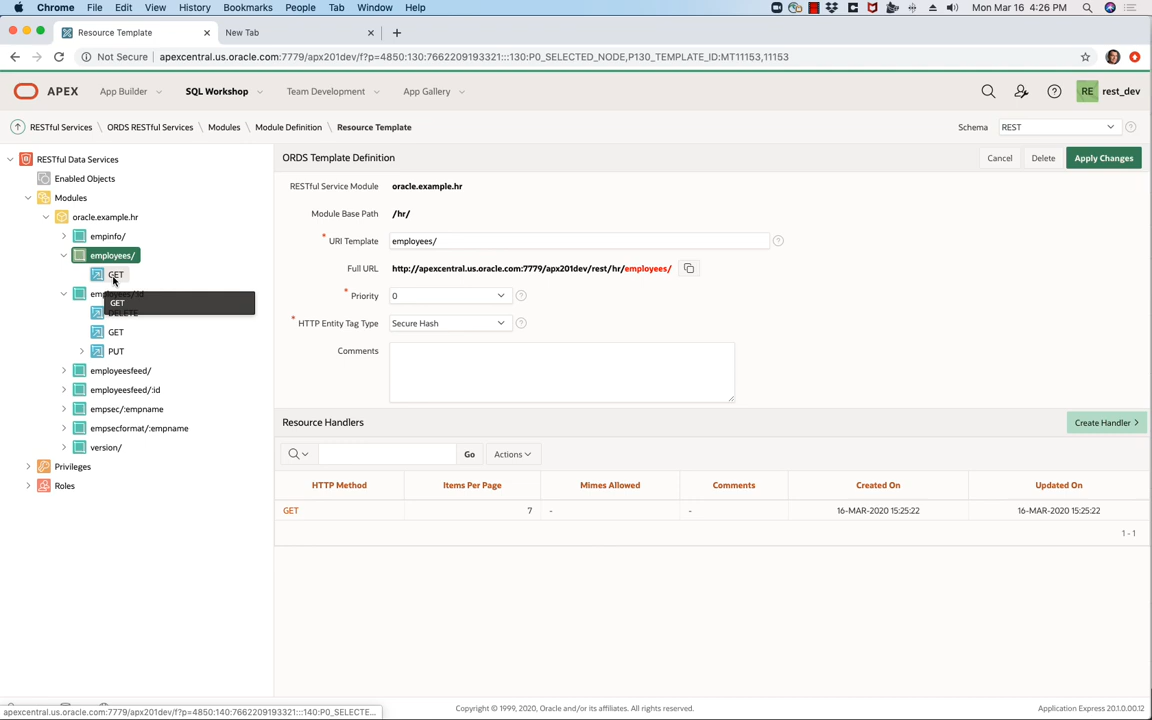 Chrome File Edit View History Bookmarks People Tab Window Help Mon Mar 16 4:26 PM
Resource Template New Tab
Not Secure apexcentral.us.oracle.com:7779/apx201dev/f?p=4850:130:7662209193321:::130:P0_SELECTED_NODE,P130_TEMPLATE_ID:MT11153,11153
APEX App Builder SQL Workshop Team Development App Gallery RE rest_dev
RESTful Services \ ORDS RESTful Services \ Modules \ Module Definition \ Resource Template Schema REST
RESTful Data Services
Enabled Objects
Modules
oracle.example.hr
empinfo/
employees/
GET
employees/:id
GET
DELETE
GET
PUT
employeesfeed/
employeesfeed/:id
empsec/:empname
empsecformat/:empname
version/
Privileges
Roles
ORDS Template Definition Cancel Delete Apply Changes
RESTful Service Module oracle.example.hr
Module Base Path /hr/
* URI Template employees/
Full URL http://apexcentral.us.oracle.com:7779/apx201dev/rest/hr/employees/
* Priority 0
* HTTP Entity Tag Type Secure Hash
Comments
Resource Handlers Create Handler
Go Actions
HTTP Method Items Per Page Mimes Allowed Comments Created On Updated On
GET 7 - - 16-MAR-2020 15:25:22 16-MAR-2020 15:25:22
1 - 1
apexcentral.us.oracle.com:7779/apx201dev/f?p=4850:140:7662209193321:::140:P0_SELECTE... Copyright © 1999, 2020, Oracle and/or its affiliates. All rights reserved. Application Express 20.1.0.00.12